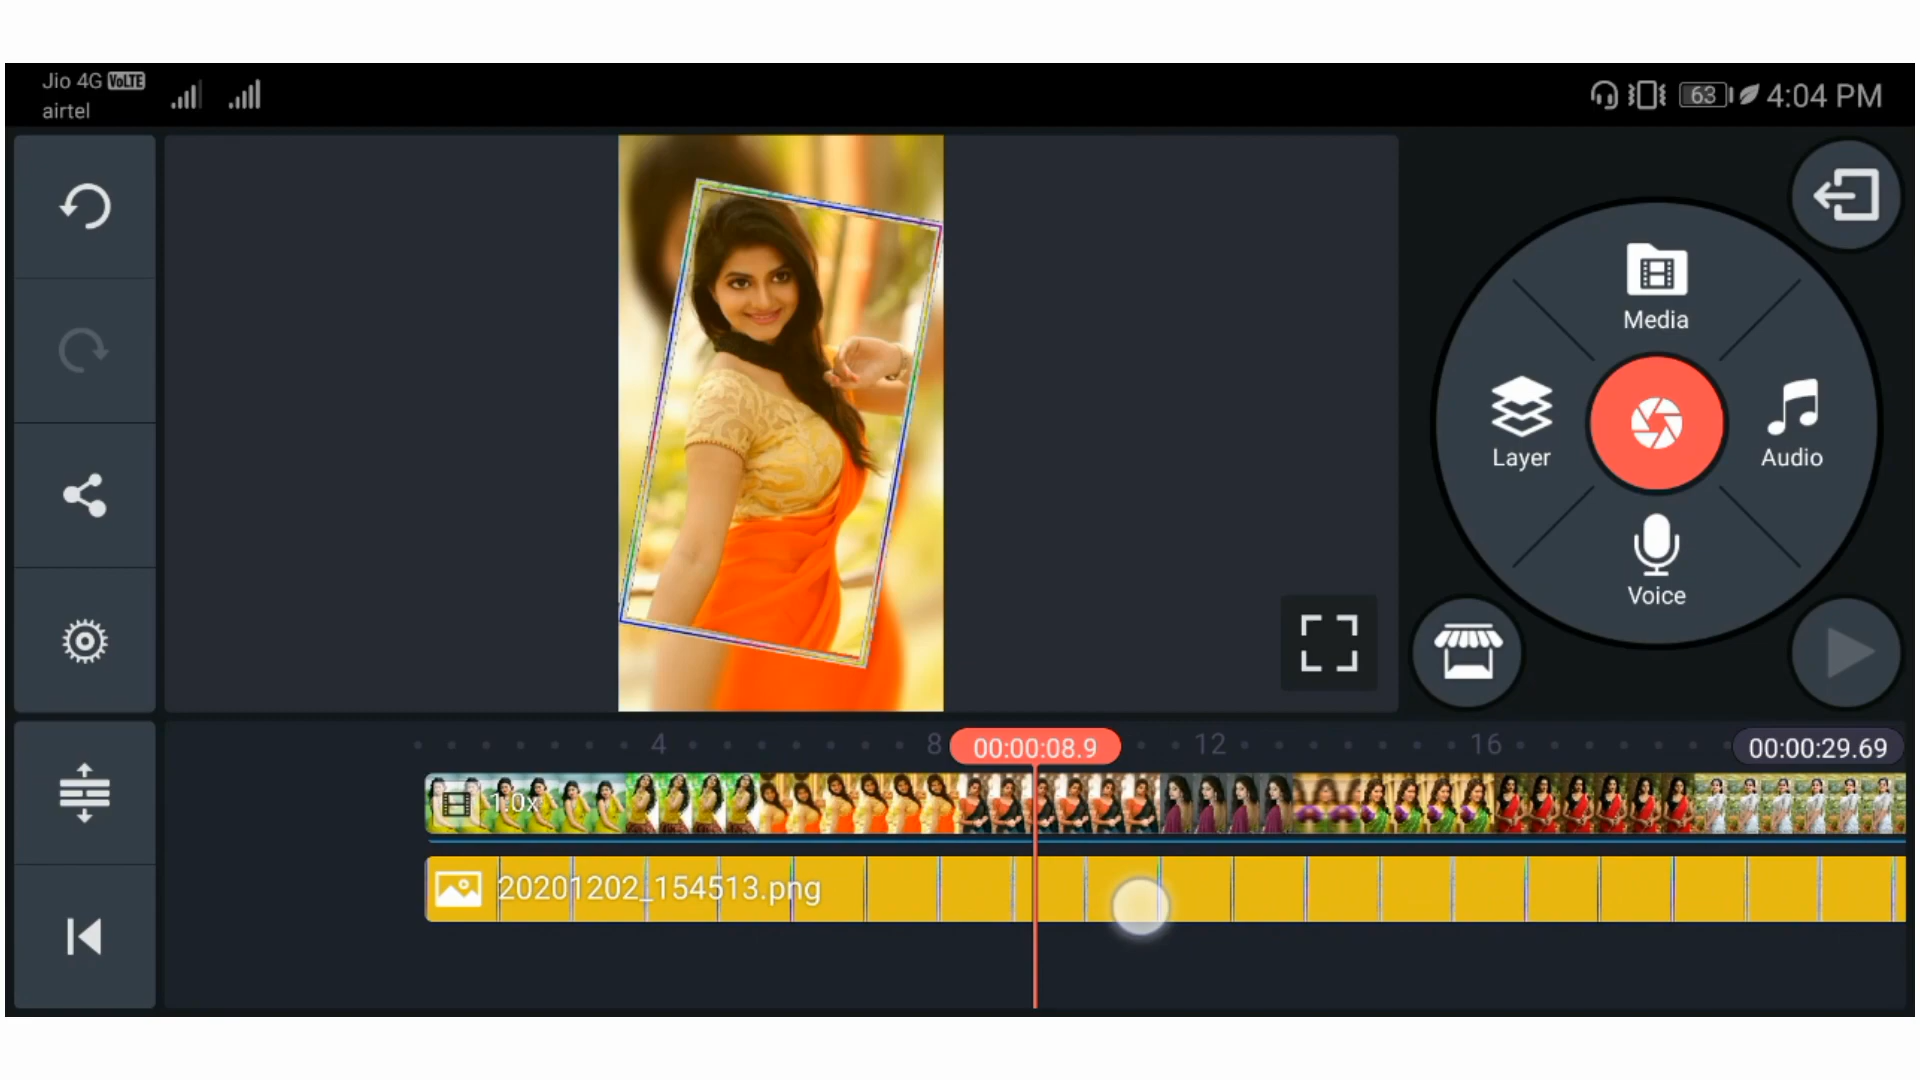 Jio 4G VoLTE
airtel
63 4:04 PM
Media
Layer
Audio
Voice
4 8 00:00:08.9 12 16 00:00:29.69
1.0x
20201202_154513.png